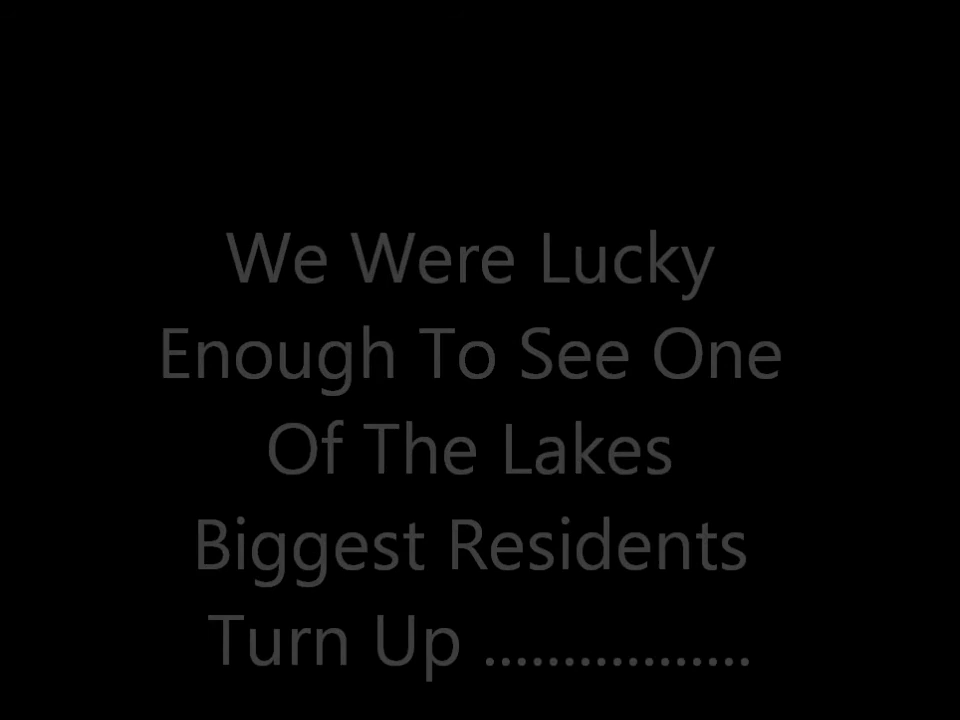 We Were Lucky
Enough To See One
Of The Lakes
Biggest Residents
Turn Up .................